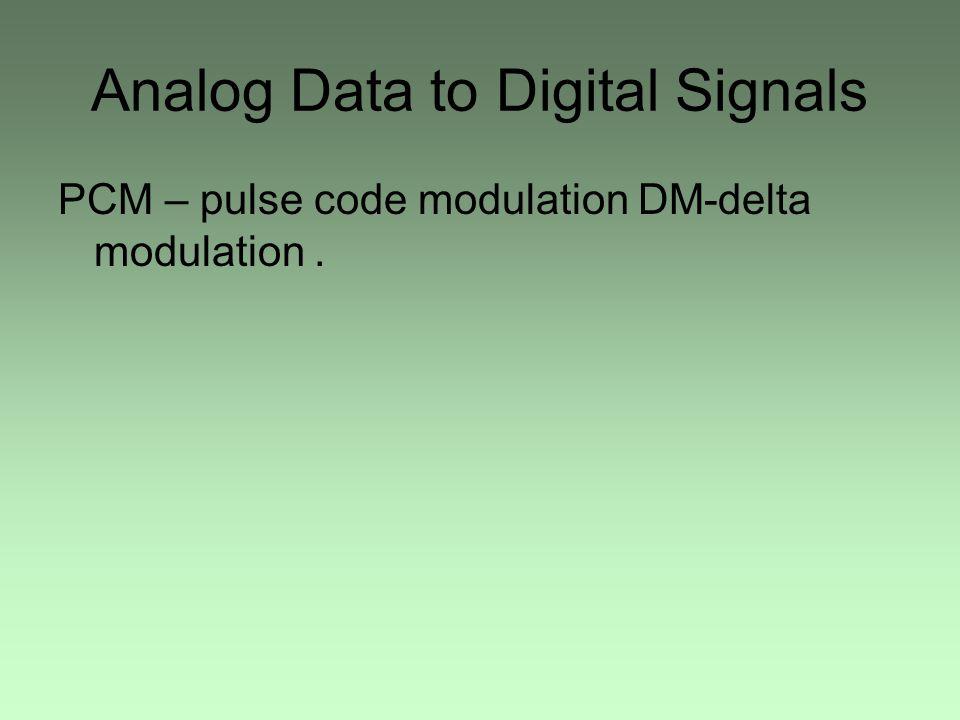 Analog Data to Digital Signals
PCM – pulse code modulation DM-delta
modulation .